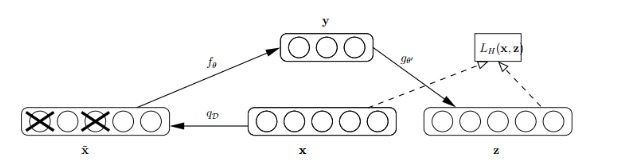 y
L_H(x, z)
f_θ
g_θ'
q_D
x̃
x
z